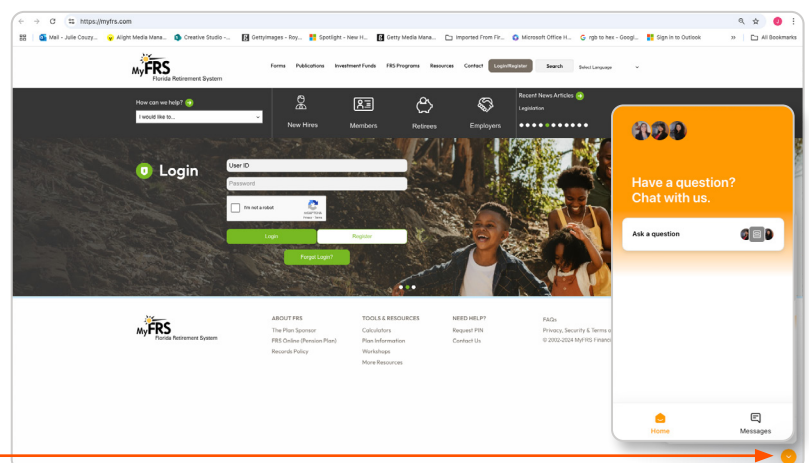 https://myfrs.com
Mail - Julie Couzy... Alight Media Mana... Creative Studio -... GettyImages - Roy... Spotlight - New H... Getty Media Mana... Imported From Fir... Microsoft Office H... rgb to hex - Googl... Sign in to Outlook All Bookmarks
MyFRS
Florida Retirement System
Forms Publications Investment Funds FRS Programs Resources Contact Login/Register Search Select Language
How can we help?
I would like to...
New Hires Members Retirees Employers
Recent News Articles
Legislation
Login
User ID
Password
I'm not a robot
reCAPTCHA
Privacy - Terms
Login Register
Forgot Login?
Have a question?
Chat with us.
Ask a question
Home Messages
MyFRS
Florida Retirement System
ABOUT FRS
The Plan Sponsor
FRS Online (Pension Plan)
Records Policy
TOOLS & RESOURCES
Calculators
Plan Information
Workshops
More Resources
NEED HELP?
Request PIN
Contact Us
FAQs
Privacy, Security & Terms o
© 2002-2024 MyFRS Financ